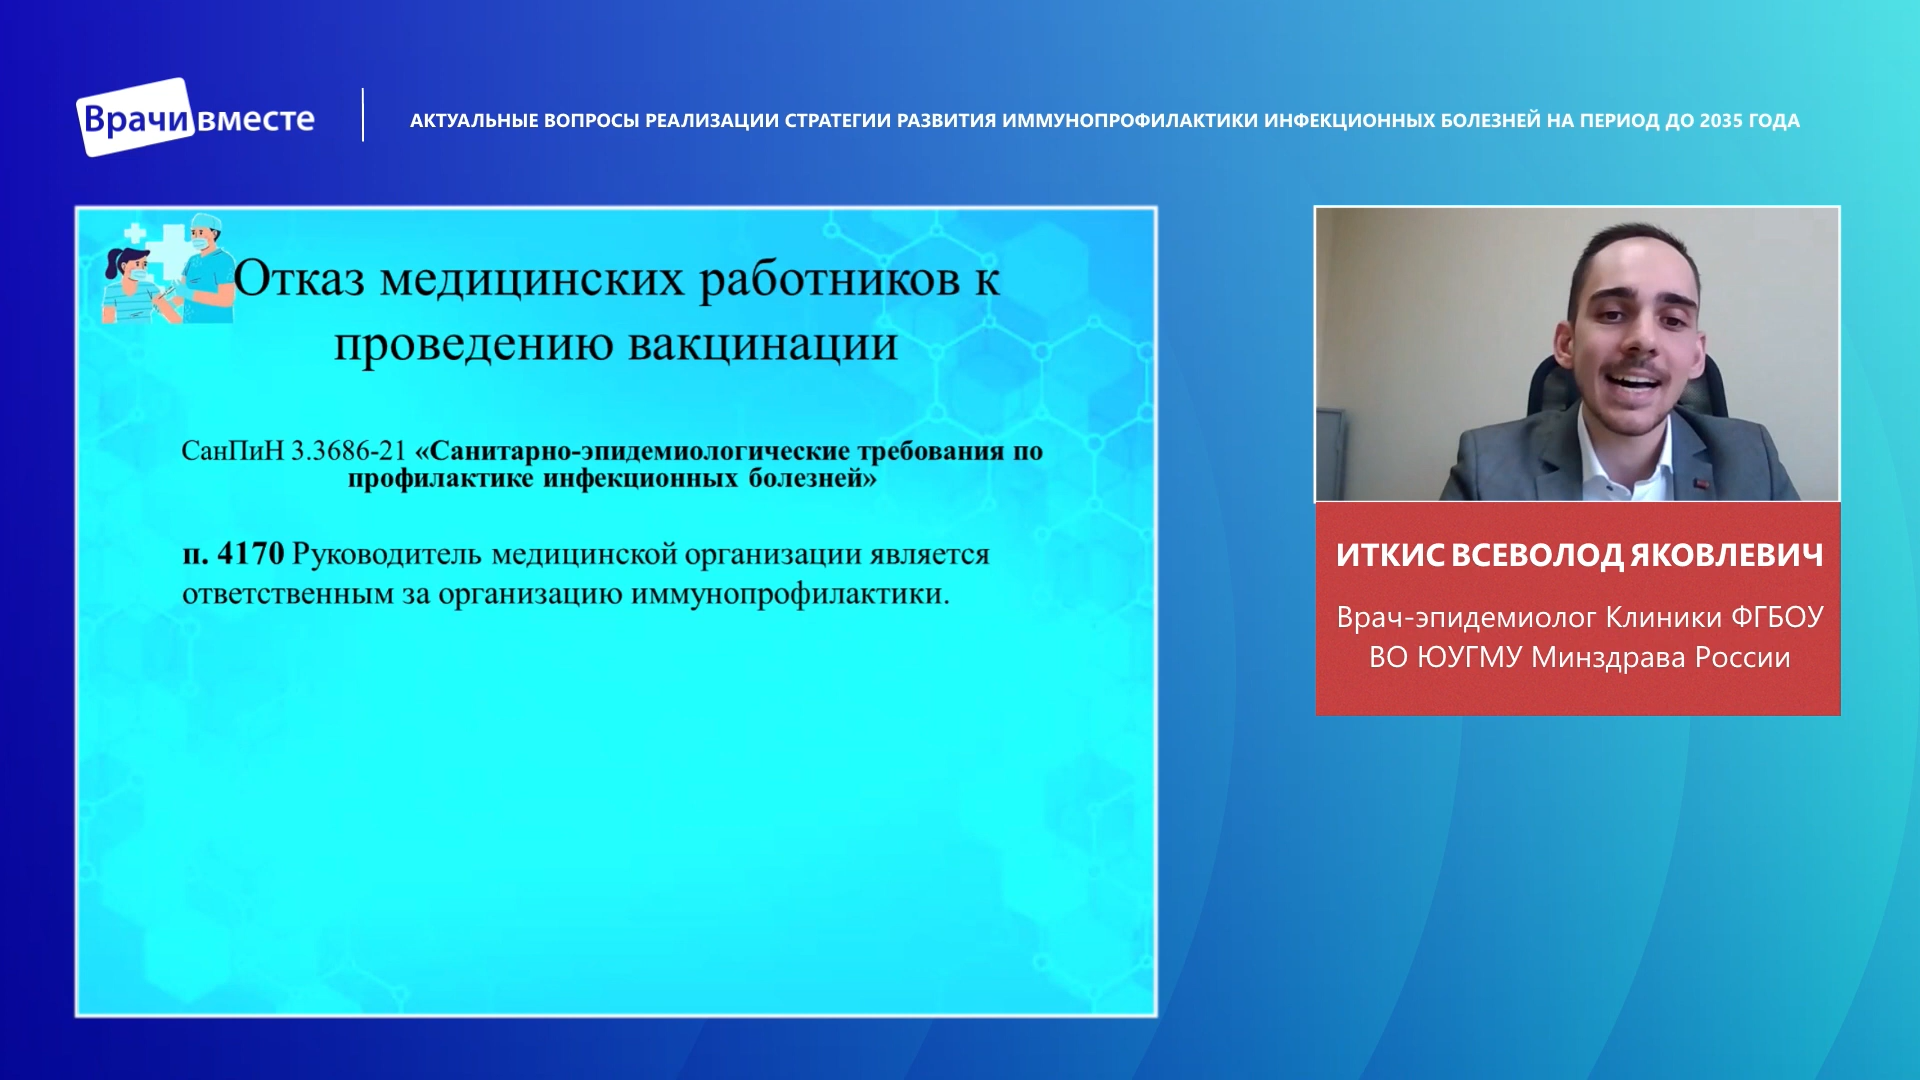 Врачи вместе
АКТУАЛЬНЫЕ ВОПРОСЫ РЕАЛИЗАЦИИ СТРАТЕГИИ РАЗВИТИЯ ИММУНОПРОФИЛАКТИКИ ИНФЕКЦИОННЫХ БОЛЕЗНЕЙ НА ПЕРИОД ДО 2035 ГОДА
Отказ медицинских работников к
проведению вакцинации
СанПиН 3.3686-21 «Санитарно-эпидемиологические требования по
профилактике инфекционных болезней»
п. 4170 Руководитель медицинской организации является
ответственным за организацию иммунопрофилактики.
ИТКИС ВСЕВОЛОД ЯКОВЛЕВИЧ
Врач-эпидемиолог Клиники ФГБОУ
ВО ЮУГМУ Минздрава России